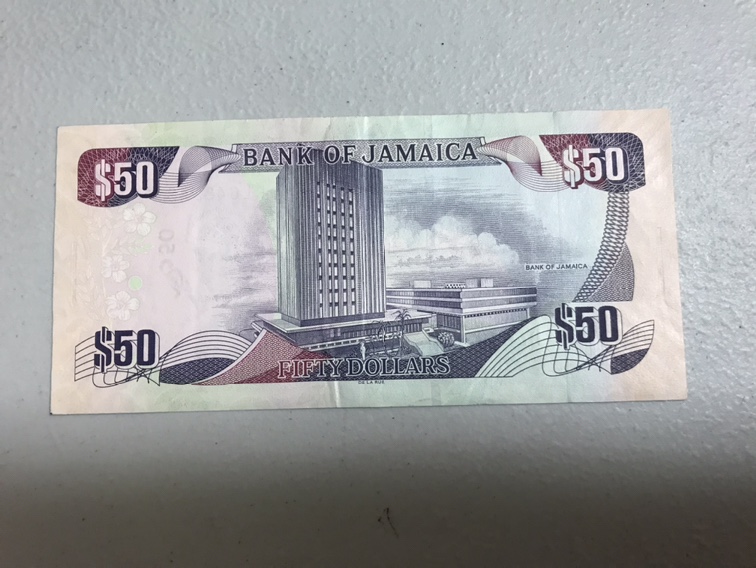 BANK OF JAMAICA
$50
$50
BANK OF JAMAICA
$50
$50
FIFTY DOLLARS
DE LA RUE